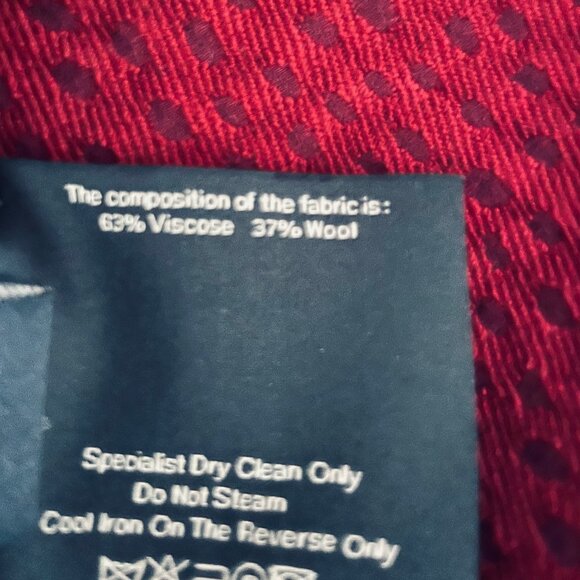 The composition of the fabric is:
63% Viscose 37% Wool
Specialist Dry Clean Only
Do Not Steam
Cool Iron On The Reverse Only